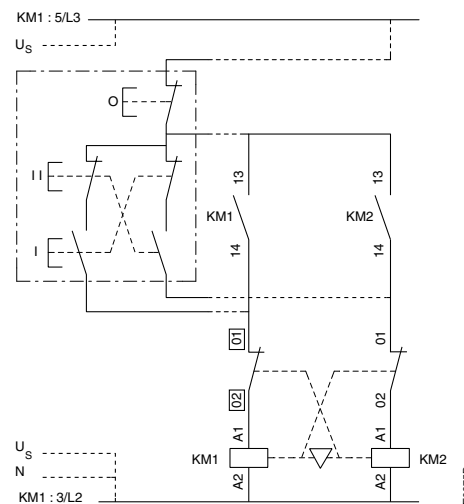 KM1 : 5/L3
U_S
O
I I
I
13
13
KM1
KM2
14
14
01
01
02
02
A1
A1
U_S
N
KM1
KM2
A2
A2
KM1 : 3/L2